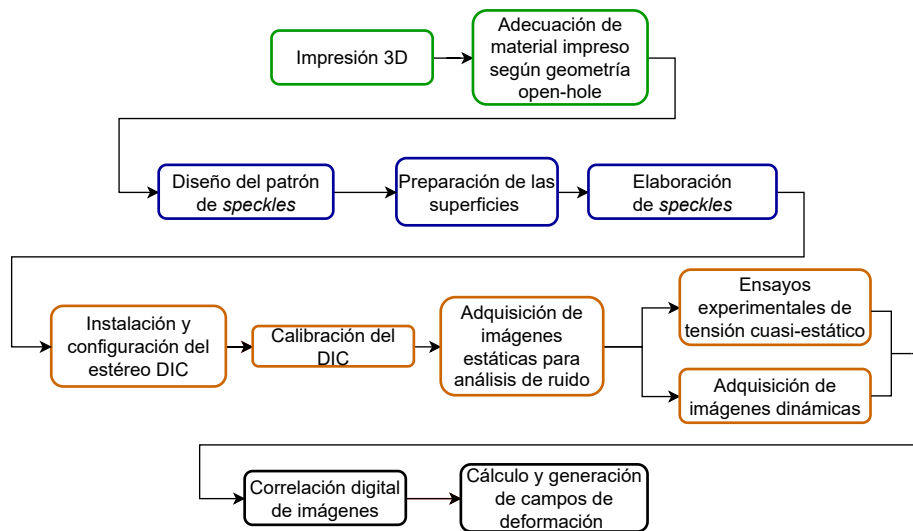 Impresión 3D
Adecuación de
material impreso
según geometría
open-hole
Diseño del patrón
de speckles
Preparación de las
superficies
Elaboración
de speckles
Instalación y
configuración del
estéreo DIC
Calibración del
DIC
Adquisición de
imágenes
estáticas para
análisis de ruido
Ensayos
experimentales de
tensión cuasi-estático
Adquisición de
imágenes dinámicas
Correlación digital
de imágenes
Cálculo y generación
de campos de
deformación